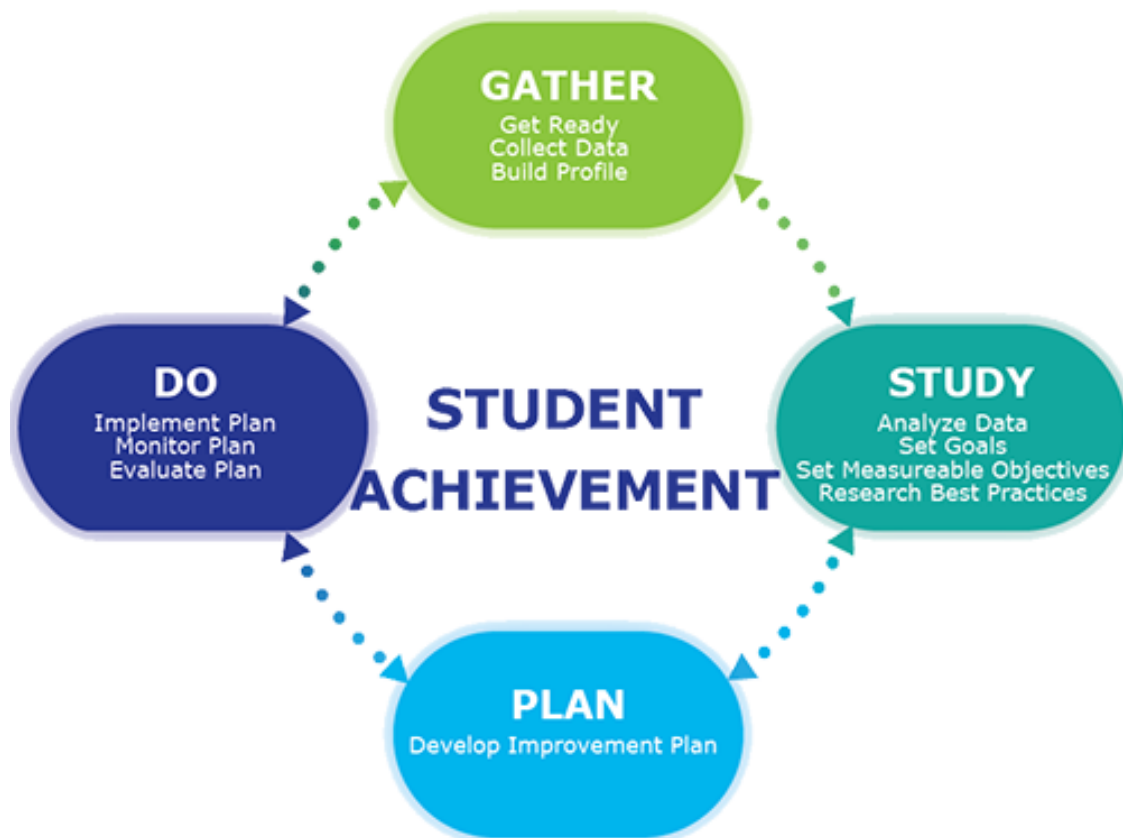 GATHER
Get Ready
Collect Data
Build Profile
DO
Implement Plan
Monitor Plan
Evaluate Plan
STUDENT
ACHIEVEMENT
STUDY
Analyze Data
Set Goals
Set Measureable Objectives
Research Best Practices
PLAN
Develop Improvement Plan